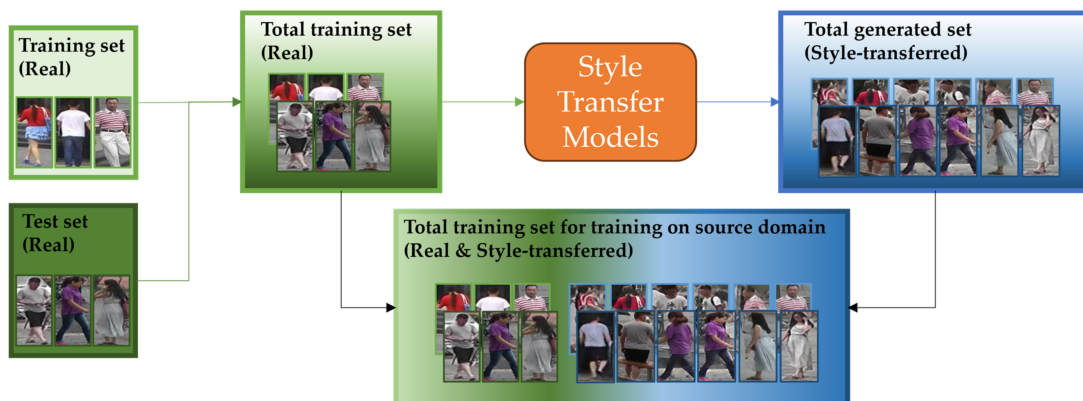 Training set
(Real)
Total training set
(Real)
Style
Transfer
Models
Total generated set
(Style-transferred)
Test set
(Real)
Total training set for training on source domain
(Real & Style-transferred)